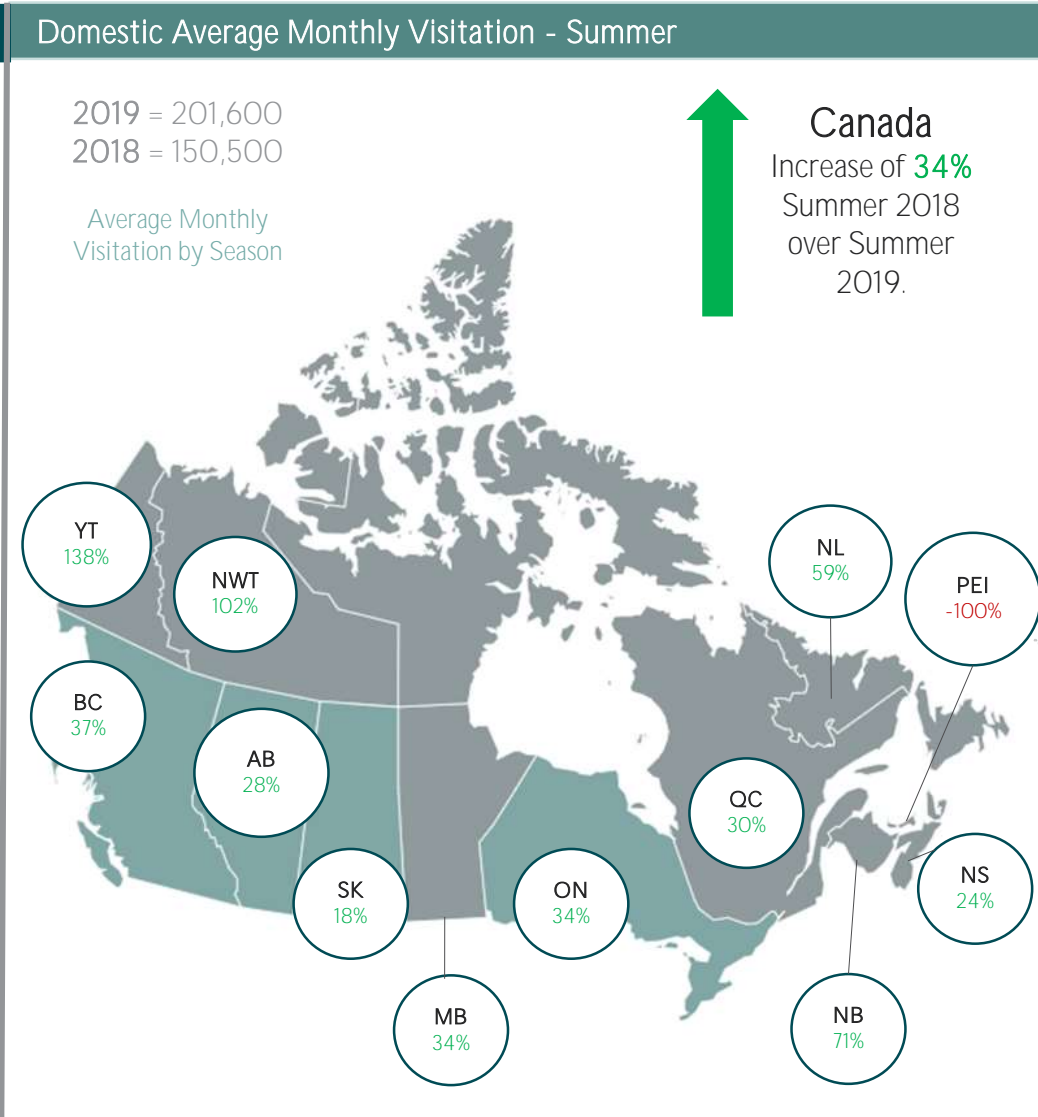 Domestic Average Monthly Visitation - Summer
2019 = 201,600
2018 = 150,500
Average Monthly
Visitation by Season
Canada
Increase of 34%
Summer 2018
over Summer
2019.
YT
138%
NWT
102%
NL
59%
PEI
-100%
BC
37%
AB
28%
QC
30%
SK
18%
ON
34%
NS
24%
MB
34%
NB
71%